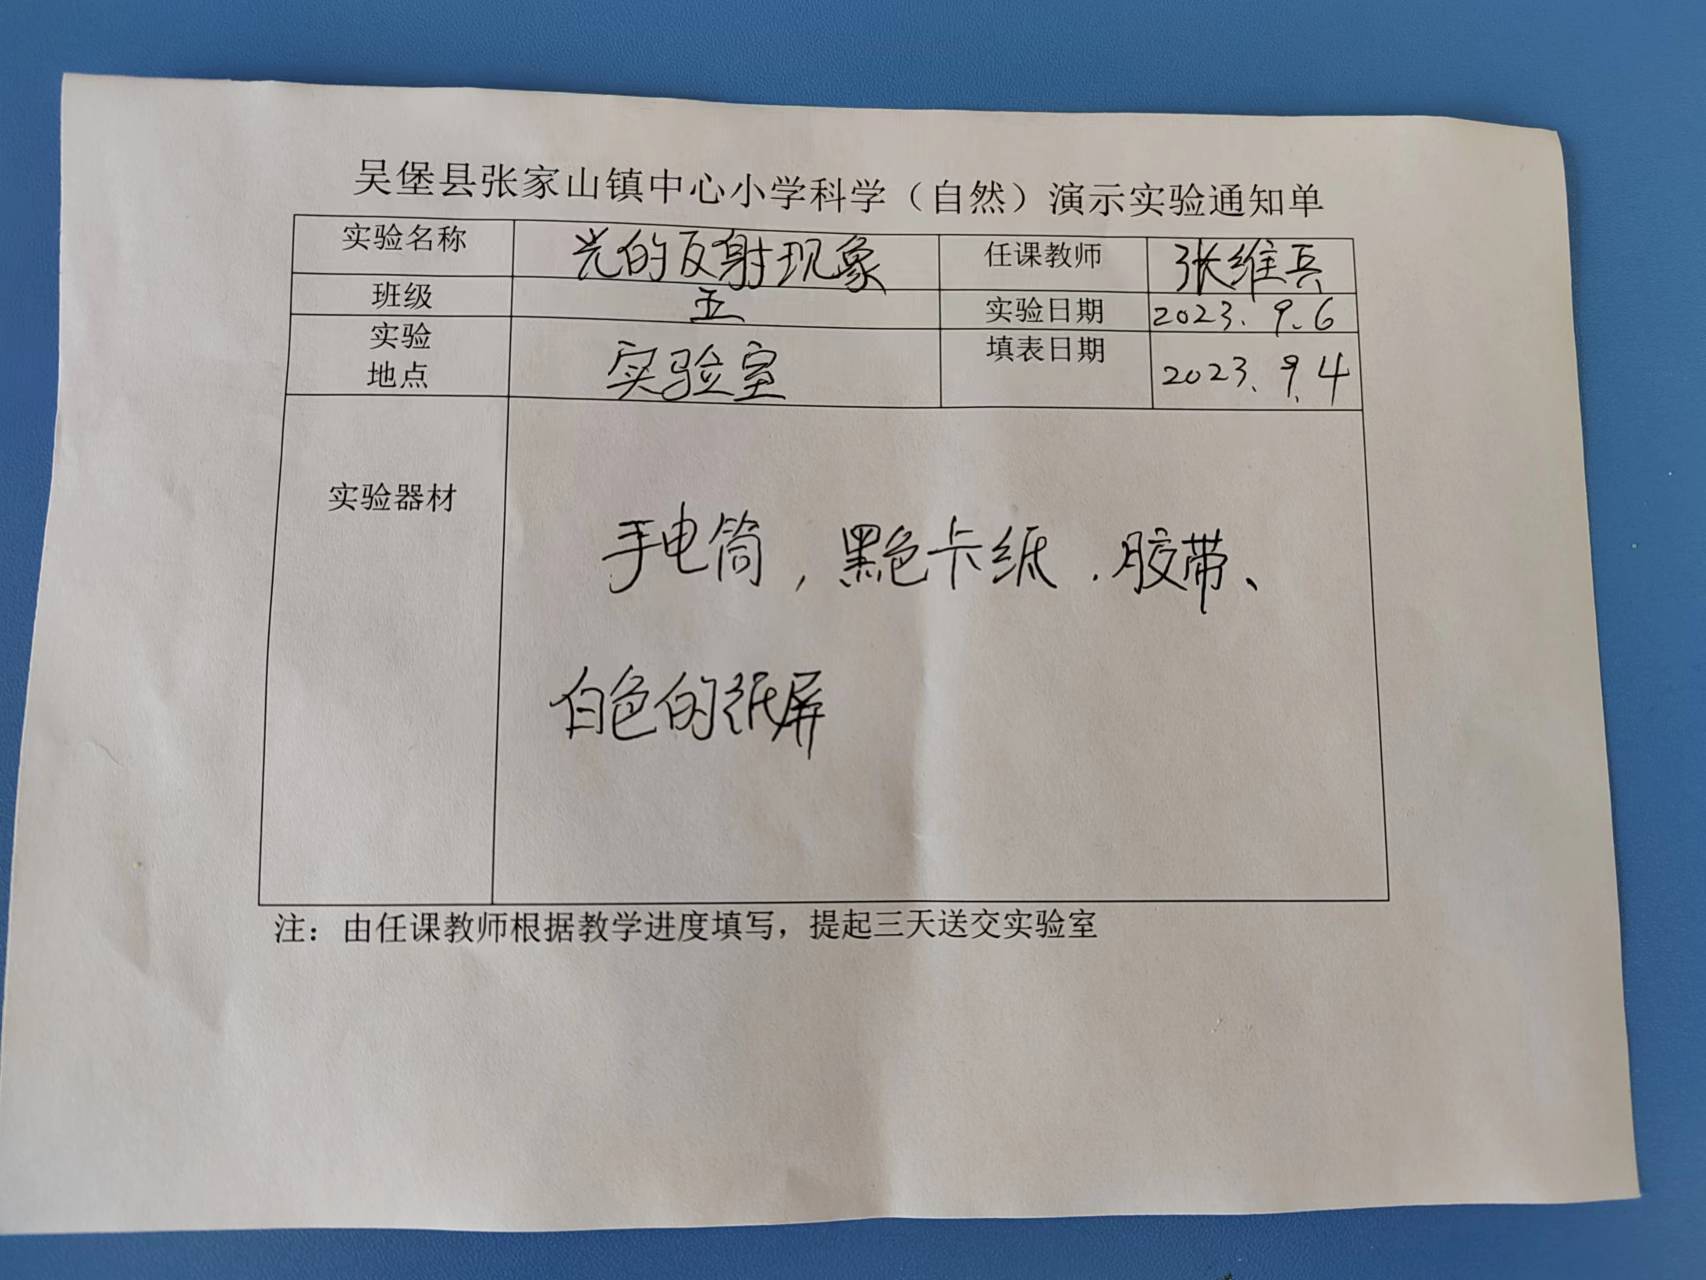 吴堡县张家山镇中心小学科学（自然）演示实验通知单
实验名称 光的反射现象 任课教师 张维兵
班级 五 实验日期 2023.9.6
实验地点 实验室 填表日期 2023.9.4
实验器材
手电筒，黑色卡纸.胶带、
白色的纸屏
注：由任课教师根据教学进度填写，提起三天送交实验室